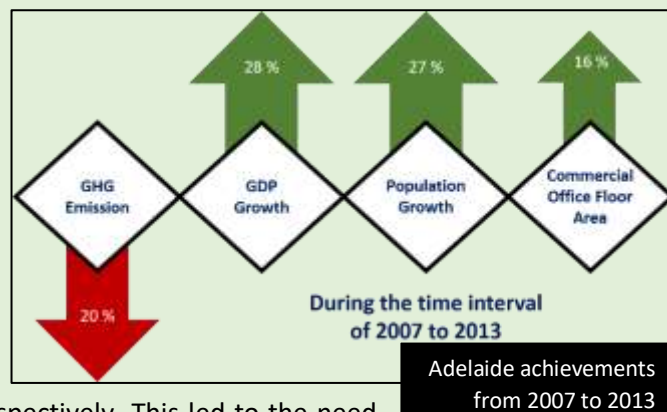 28 %
27 %
16 %
GHG
Emission
GDP
Growth
Population
Growth
Commercial
Office Floor
Area
20 %
During the time interval
of 2007 to 2013
Adelaide achievements
from 2007 to 2013
spectively. This led to the need